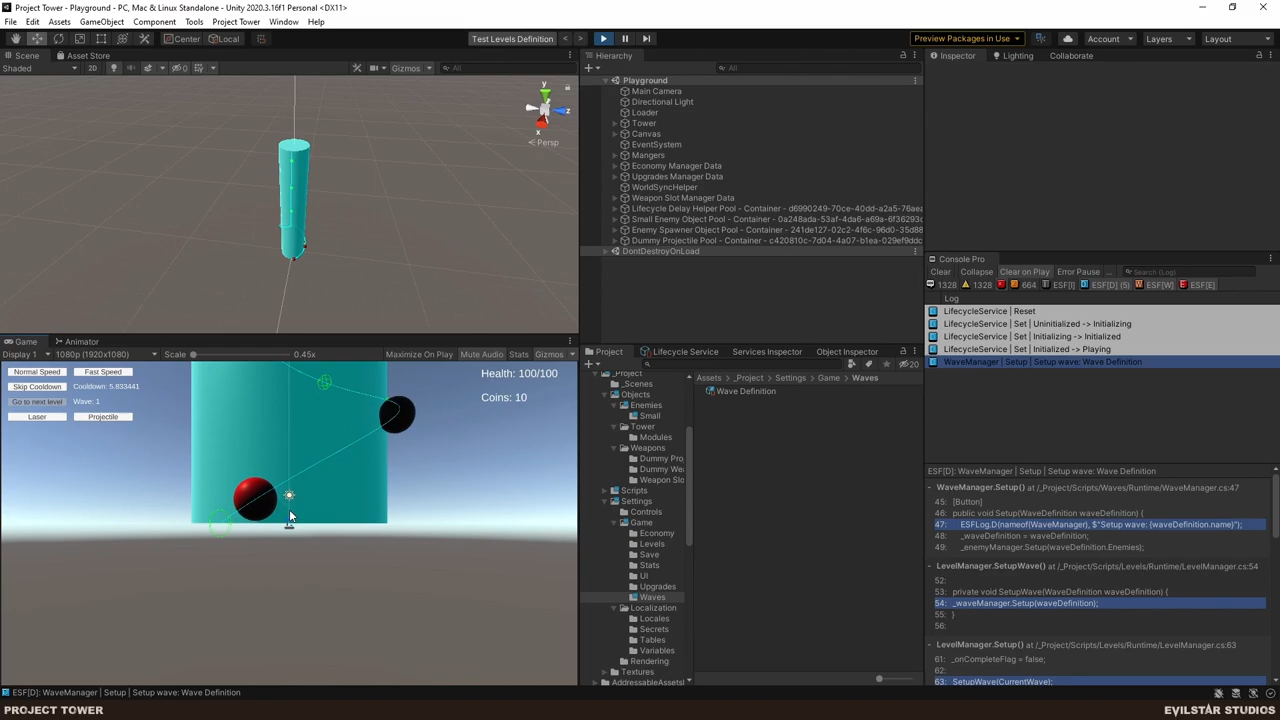 Project Tower - Playground - PC, Mac & Linux Standalone - Unity 2020.3.16f1 Personal <DX11>
File Edit Assets GameObject Component Tools Project Tower Window Help
Center Local Test Levels Definition Preview Packages in Use Account Layers Layout
Scene Asset Store
Shaded 2D 0 Gizmos All
y z x
Persp
Game Animator
Display 1 1080p (1920x1080) Scale 0.45x Maximize On Play Mute Audio Stats Gizmos
Normal Speed Fast Speed
Skip Cooldown Cooldown: 5.833441
Go to next level Wave: 1
Laser Projectile
Health: 100/100
Coins: 10
Hierarchy
All
Playground
Main Camera
Directional Light
Loader
Tower
Canvas
EventSystem
Mangers
Economy Manager Data
Upgrades Manager Data
WorldSyncHelper
Weapon Slot Manager Data
Lifecycle Delay Helper Pool - Container - d6990249-70ce-40dd-a2a5-76aea
Small Enemy Object Pool - Container - 0a248ada-53af-4da6-a69a-6f36293c
Enemy Spawner Object Pool - Container - 241de127-02c2-4f6c-96d0-35d88
Dummy Projectile Pool - Container - c420810c-7d04-4a07-b1ea-029ef9ddc
DontDestroyOnLoad
Project Lifecycle Service Services Inspector Object Inspector
20
_Project
_Scenes
Objects
Enemies
Small
Tower
Modules
Weapons
Dummy Pro
Dummy Wea
Weapon Slo
Scripts
Settings
Controls
Game
Economy
Levels
Save
Stats
UI
Upgrades
Waves
Localization
Locales
Secrets
Tables
Variables
Rendering
Textures
AddressableAssetsI
Assets > _Project > Settings > Game > Waves
Wave Definition
Inspector Lighting Collaborate
Console Pro
Clear Collapse Clear on Play Error Pause ... Search (Log)
1328 1328 664 ESF[I] ESF[D] (5) ESF[W] ESF[E]
Log
LifecycleService | Reset
LifecycleService | Set | Uninitialized -> Initializing
LifecycleService | Set | Initializing -> Initialized
LifecycleService | Set | Initialized -> Playing
WaveManager | Setup | Setup wave: Wave Definition
ESF[D]: WaveManager | Setup | Setup wave: Wave Definition
WaveManager.Setup() at /_Project/Scripts/Waves/Runtime/WaveManager.cs:47
45: [Button]
46: public void Setup(WaveDefinition waveDefinition) {
47: ESFLog.D(nameof(WaveManager), $"Setup wave: {waveDefinition.name}");
48: _waveDefinition = waveDefinition;
49: _enemyManager.Setup(waveDefinition.Enemies);
LevelManager.SetupWave() at /_Project/Scripts/Levels/Runtime/LevelManager.cs:54
52:
53: private void SetupWave(WaveDefinition waveDefinition) {
54: _waveManager.Setup(waveDefinition);
55: }
56:
LevelManager.Setup() at /_Project/Scripts/Levels/Runtime/LevelManager.cs:63
61: _onCompleteFlag = false;
62:
63: SetupWave(CurrentWave);
ESF[D]: WaveManager | Setup | Setup wave: Wave Definition
PROJECT TOWER
EVILSTAR STUDIOS